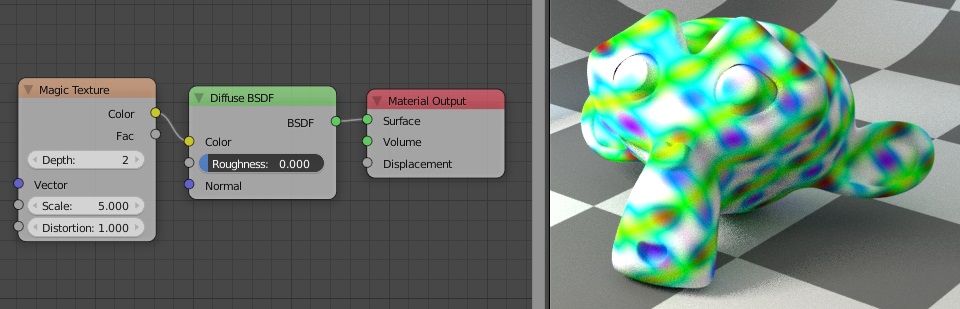 Magic Texture
Color
Fac
Depth: 2
Vector
Scale: 5.000
Distortion: 1.000
Diffuse BSDF
BSDF
Color
Roughness: 0.000
Normal
Material Output
Surface
Volume
Displacement